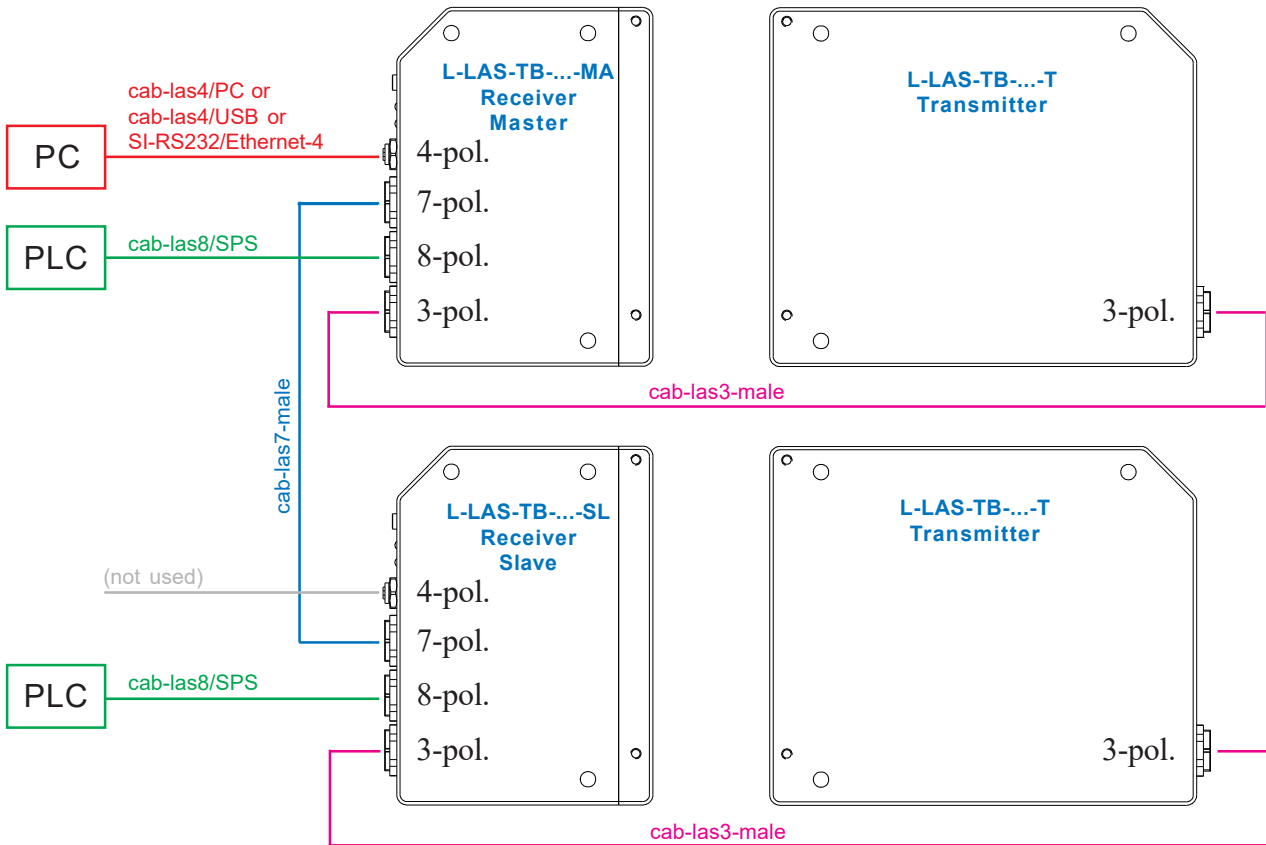 cab-las4/PC or
cab-las4/USB or
SI-RS232/Ethernet-4
PC
PLC
cab-las8/SPS
L-LAS-TB-...-MA
Receiver
Master
4-pol.
7-pol.
8-pol.
3-pol.
L-LAS-TB-...-T
Transmitter
3-pol.
cab-las3-male
cab-las7-male
L-LAS-TB-...-SL
Receiver
Slave
(not used)
4-pol.
7-pol.
8-pol.
3-pol.
PLC
cab-las8/SPS
L-LAS-TB-...-T
Transmitter
3-pol.
cab-las3-male